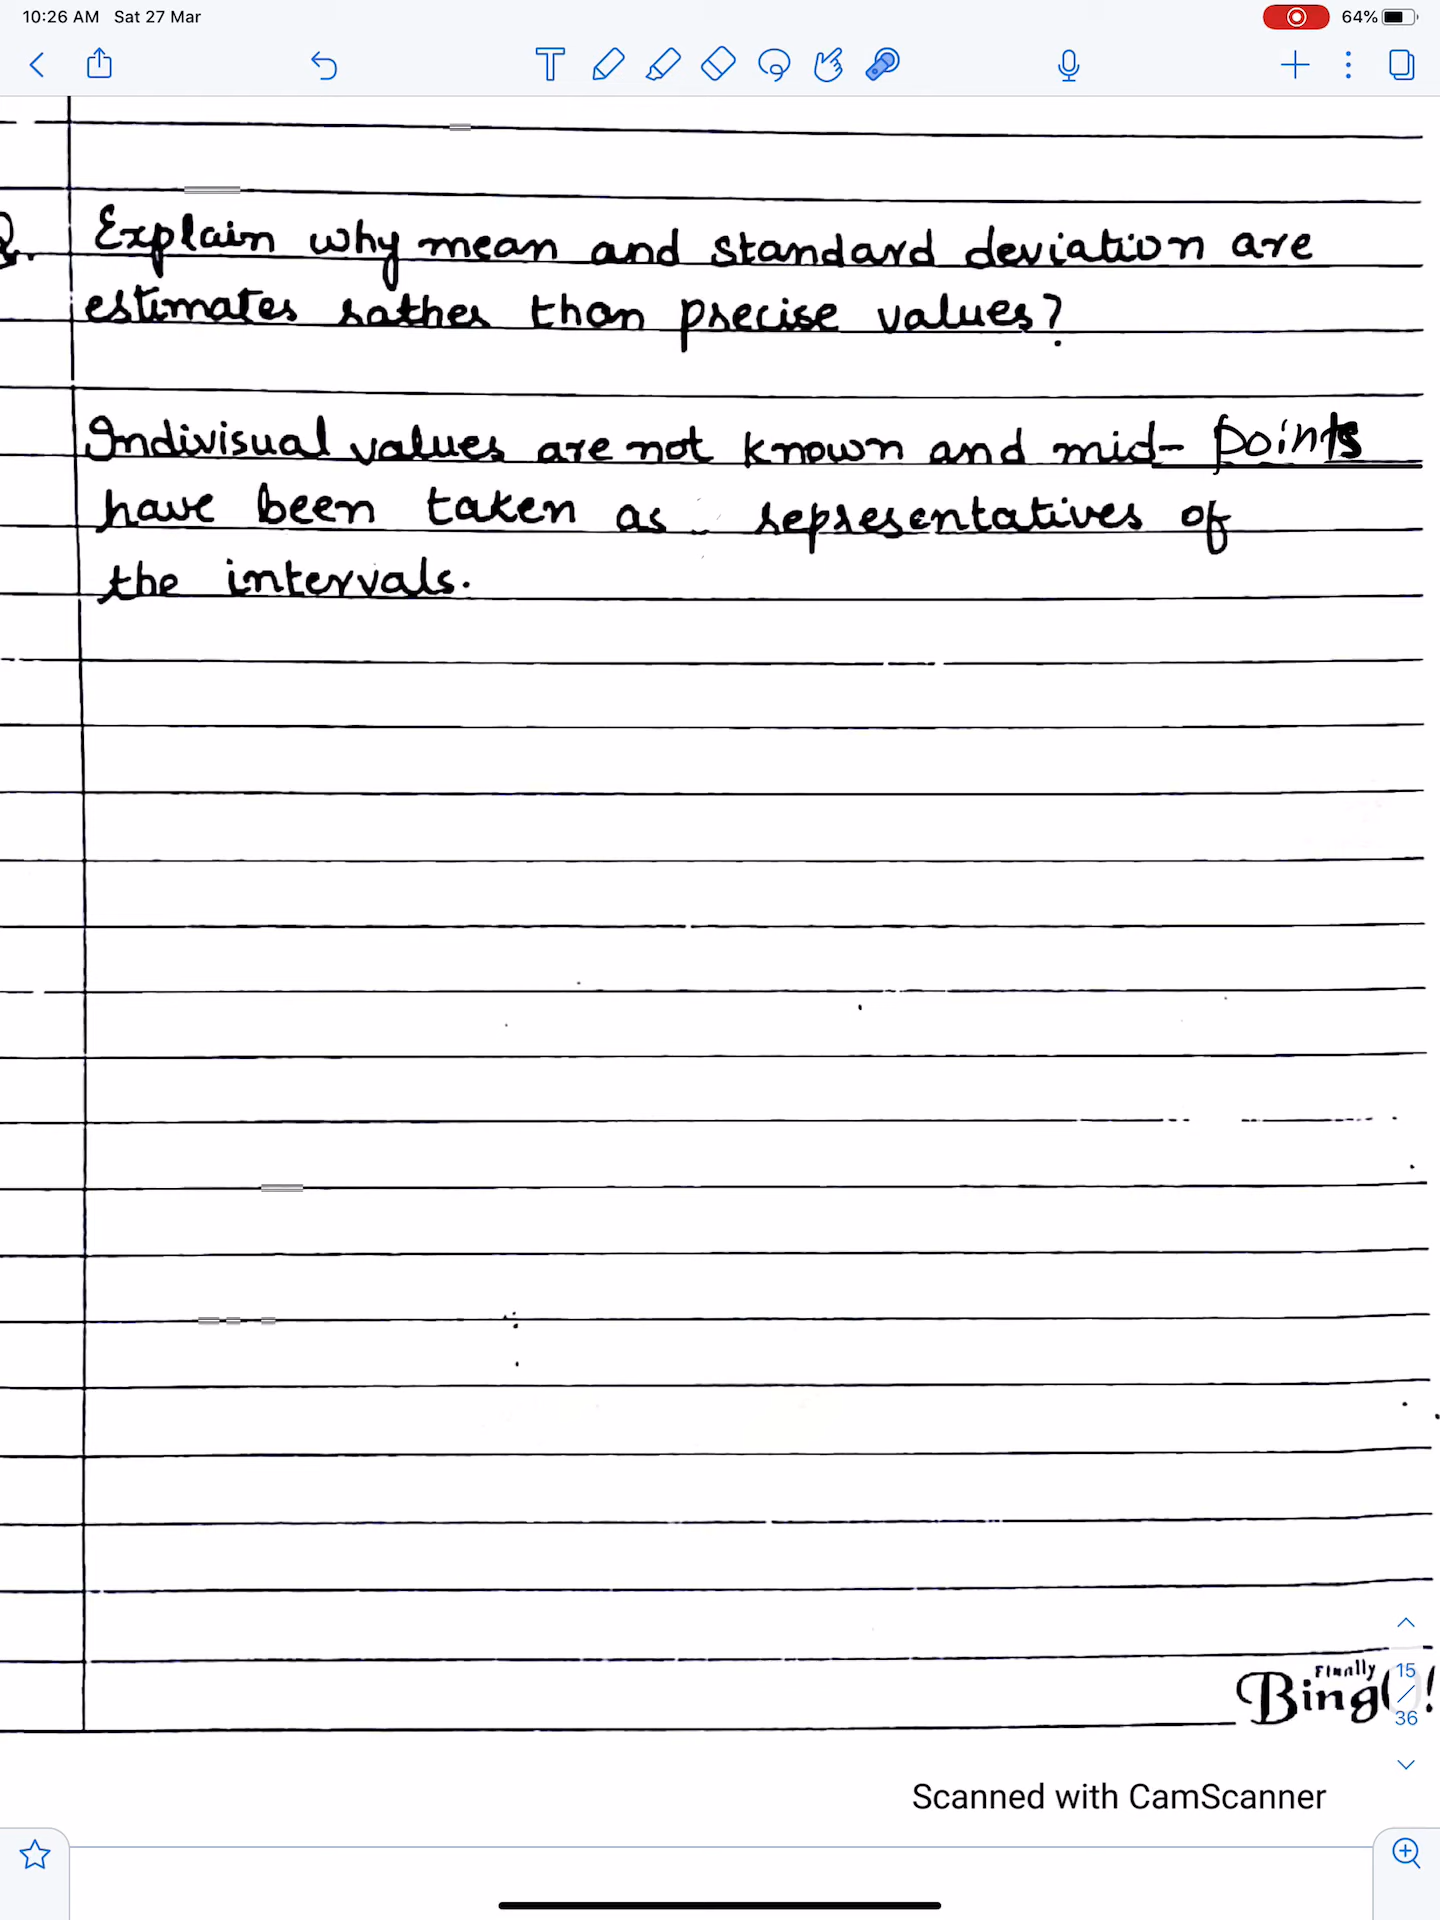 10:26 AM Sat 27 Mar 64%
Q. Explain why mean and standard deviation are
estimates rather than precise values?
Indivisual values are not known and mid- points
have been taken as representatives of
the intervals.
Finally
Bingo!
15
/
36
Scanned with CamScanner